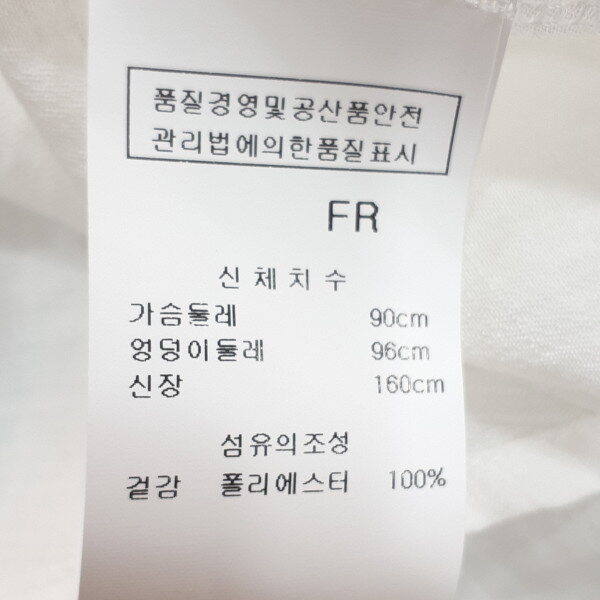 품질경영및공산품안전
관리법에의한품질표시
FR
신체치수
가슴둘레 90cm
엉덩이둘레 96cm
신장 160cm
섬유의조성
겉감 폴리에스터 100%